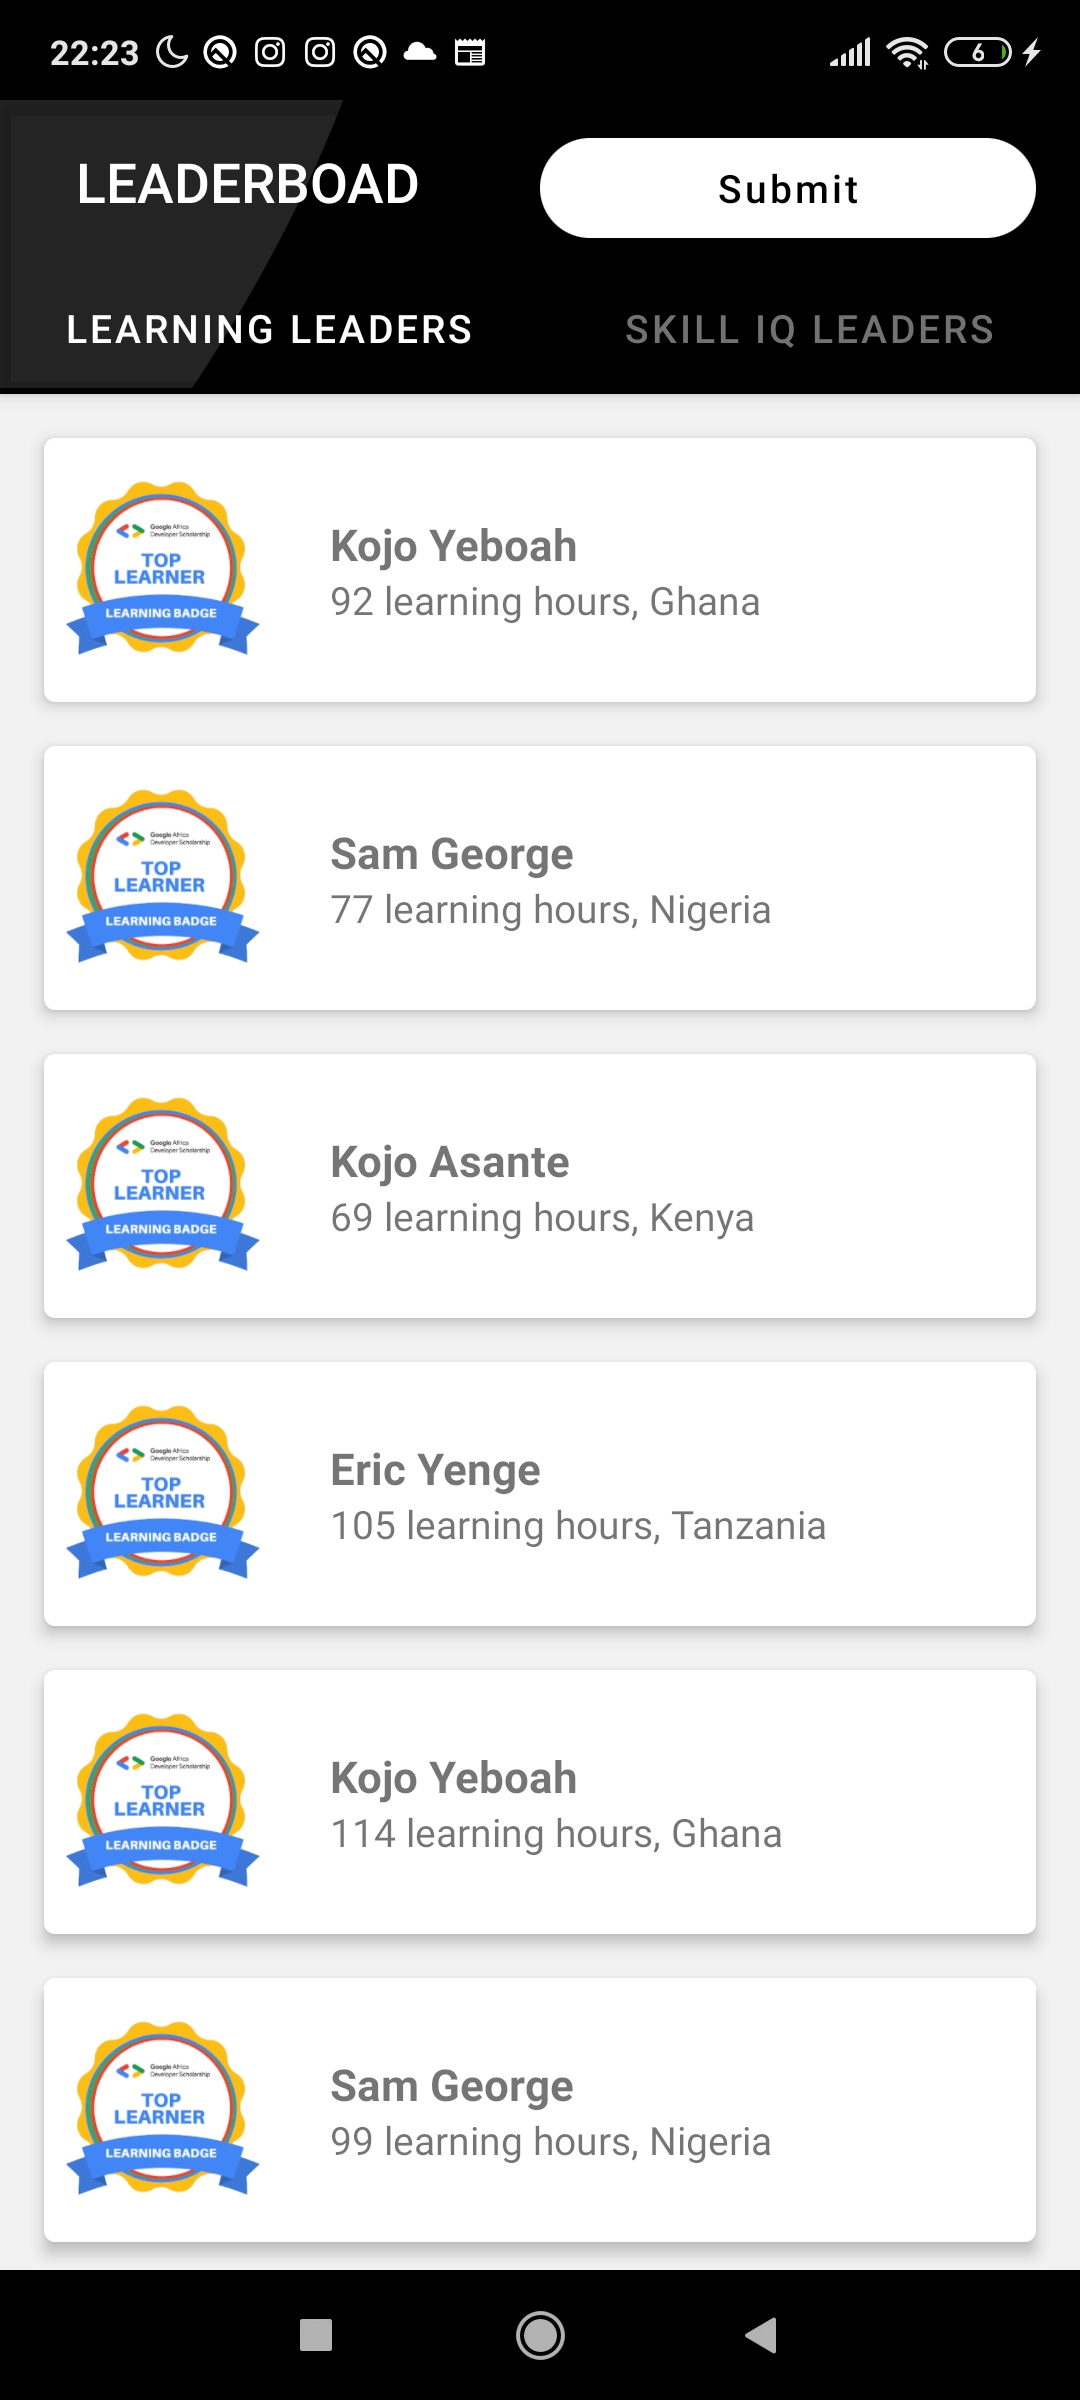 22:23
6
LEADERBOAD
Submit
LEARNING LEADERS
SKILL IQ LEADERS
Google Africa
Developer Scholarship
TOP
LEARNER
LEARNING BADGE
Kojo Yeboah
92 learning hours, Ghana
Google Africa
Developer Scholarship
TOP
LEARNER
LEARNING BADGE
Sam George
77 learning hours, Nigeria
Google Africa
Developer Scholarship
TOP
LEARNER
LEARNING BADGE
Kojo Asante
69 learning hours, Kenya
Google Africa
Developer Scholarship
TOP
LEARNER
LEARNING BADGE
Eric Yenge
105 learning hours, Tanzania
Google Africa
Developer Scholarship
TOP
LEARNER
LEARNING BADGE
Kojo Yeboah
114 learning hours, Ghana
Google Africa
Developer Scholarship
TOP
LEARNER
LEARNING BADGE
Sam George
99 learning hours, Nigeria